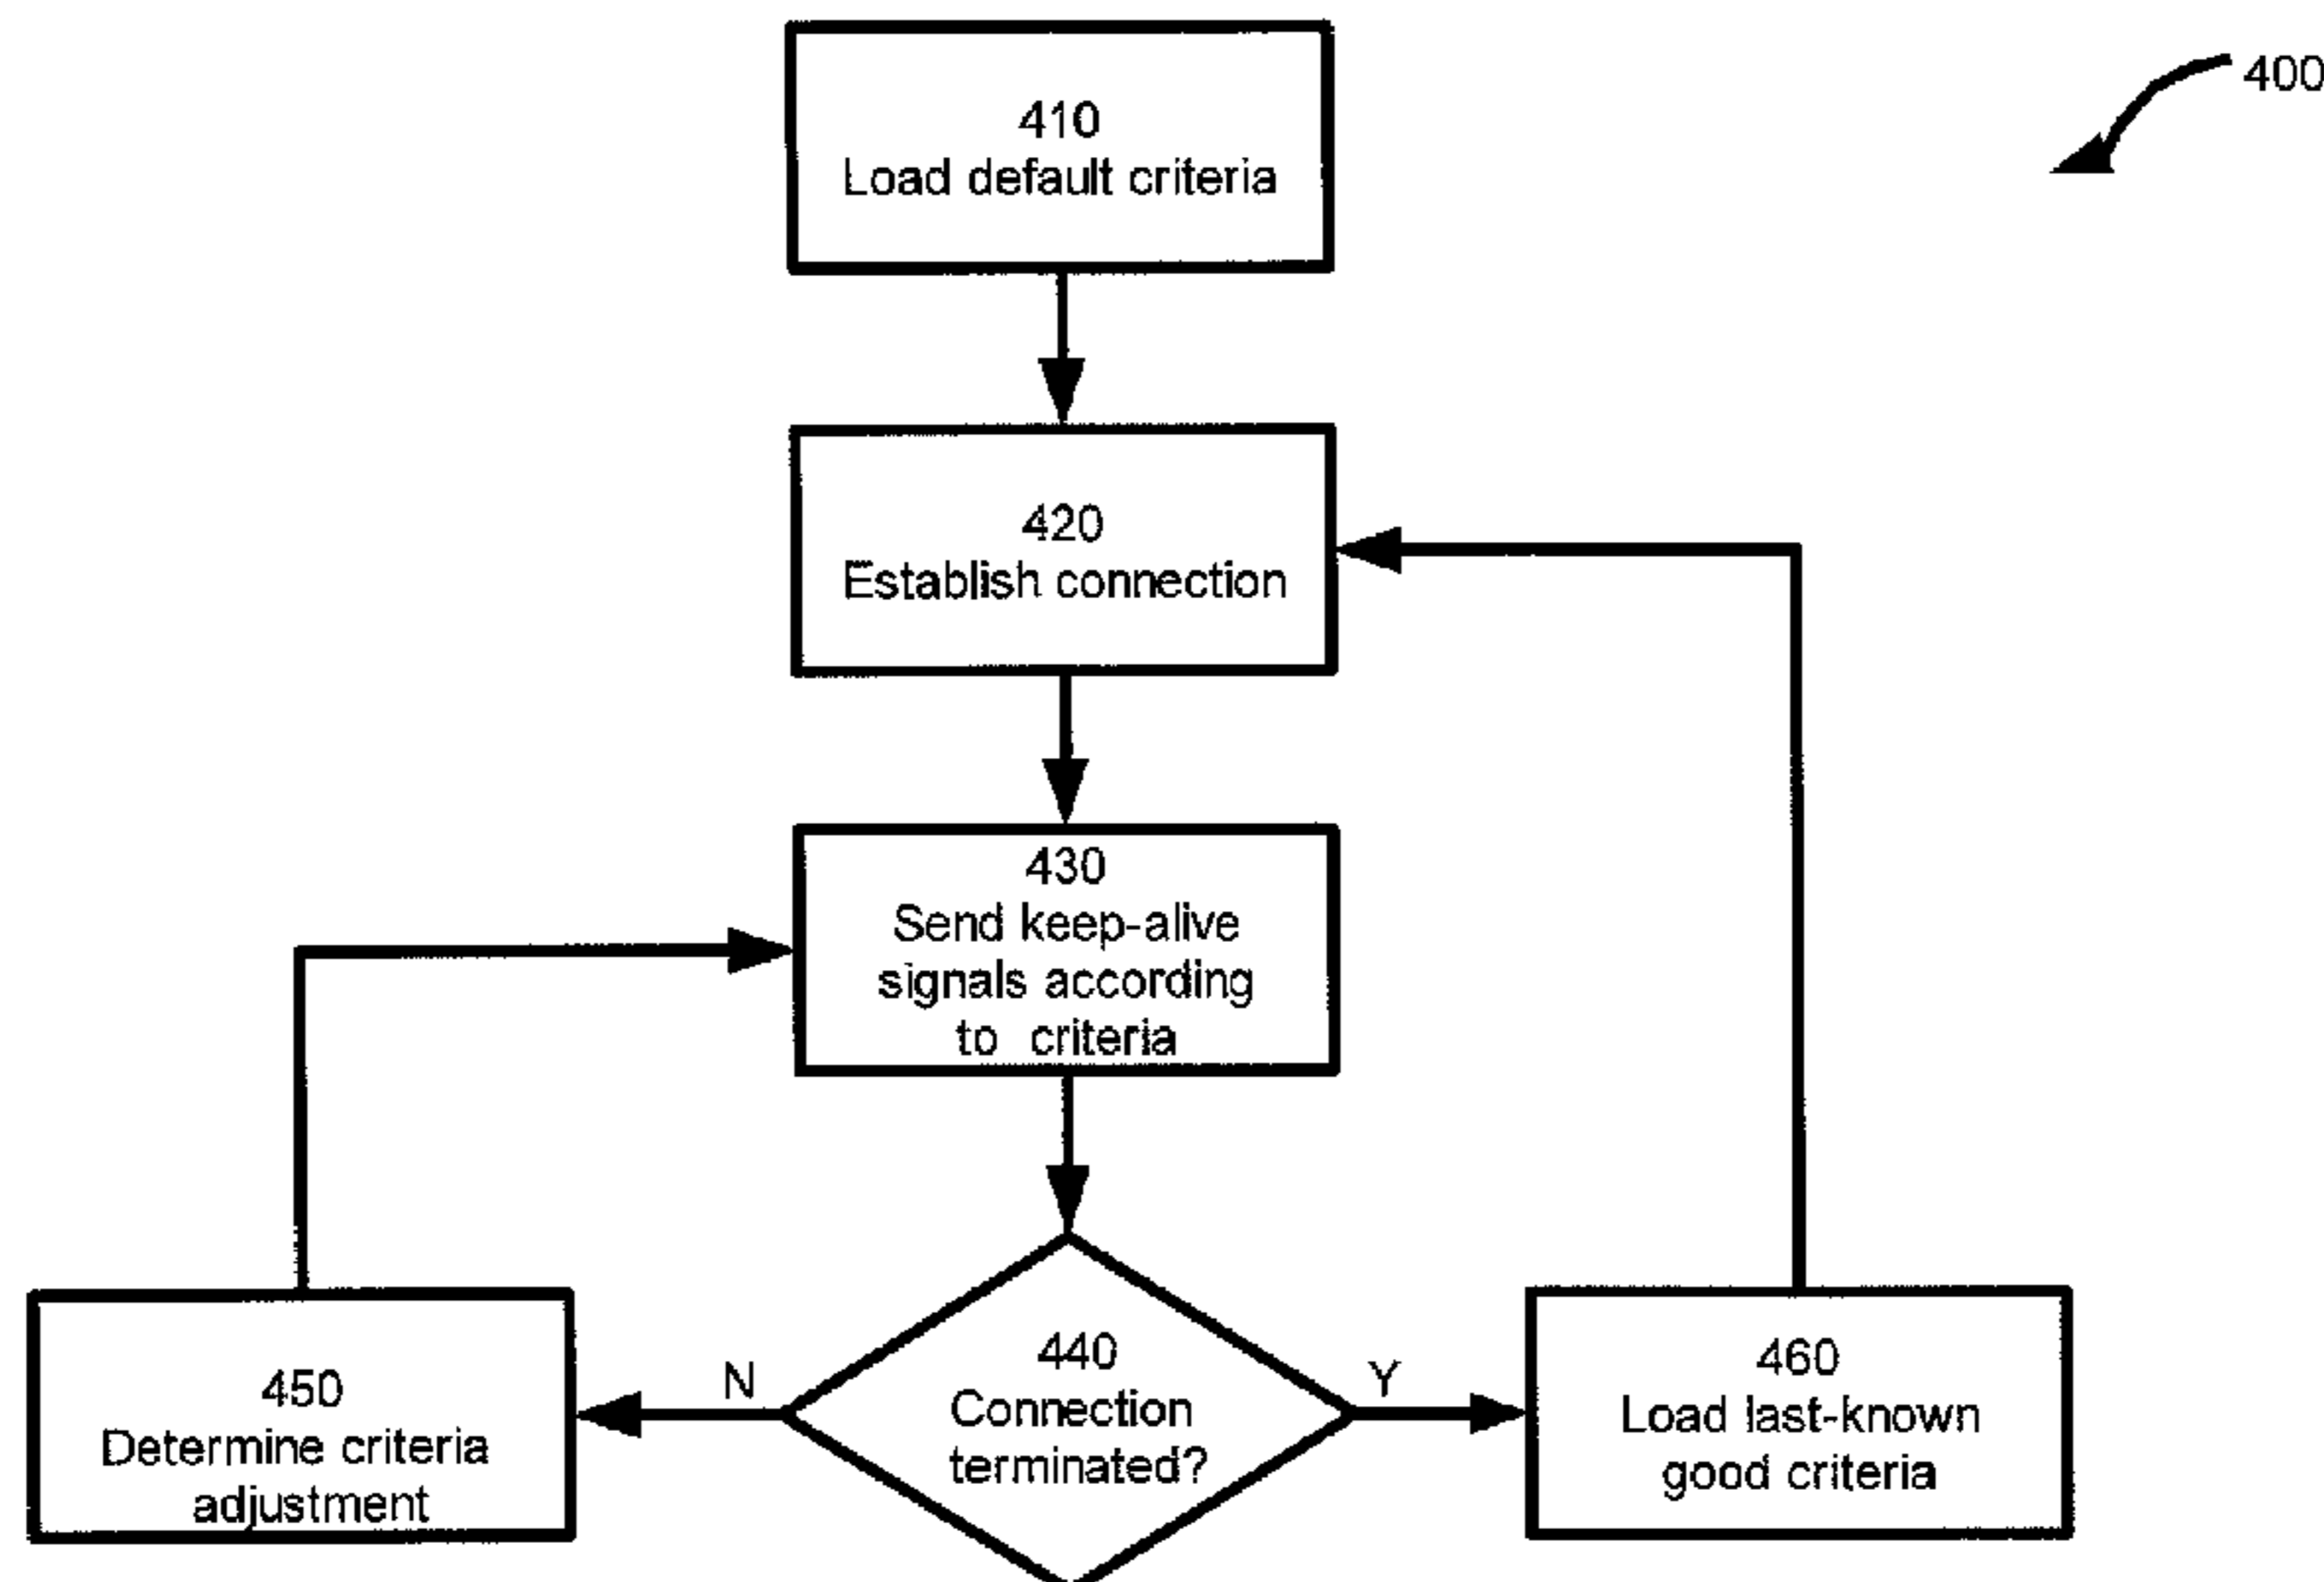 400
410
Load default criteria
420
Establish connection
430
Send keep-alive
signals according
to criteria
440
Connection
terminated?
N
Y
450
Determine criteria
adjustment
460
Load last-known
good criteria